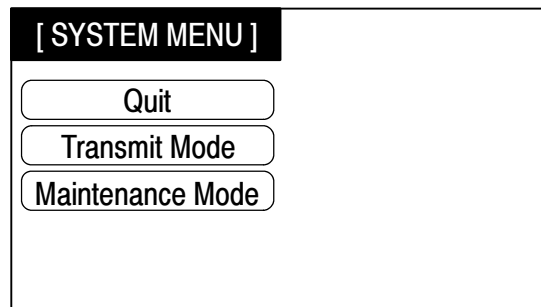 [ SYSTEM MENU ]
Quit
Transmit Mode
Maintenance Mode